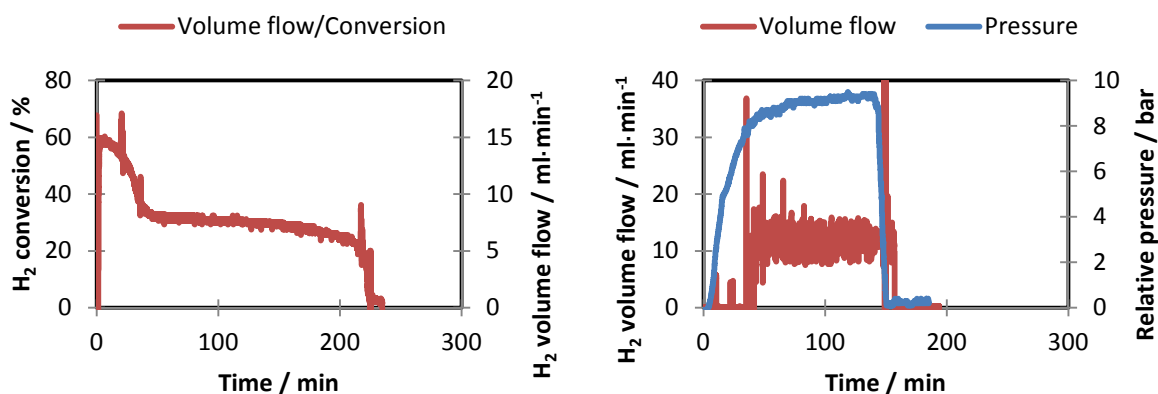 Volume flow/Conversion
80
60
40
20
0
20
15
10
5
0
0 100 200 300
H₂ conversion / %
H₂ volume flow / ml·min⁻¹
Time / min
Volume flow Pressure
40
30
20
10
0
10
8
6
4
2
0
0 100 200 300
H₂ volume flow / ml·min⁻¹
Relative pressure / bar
Time / min